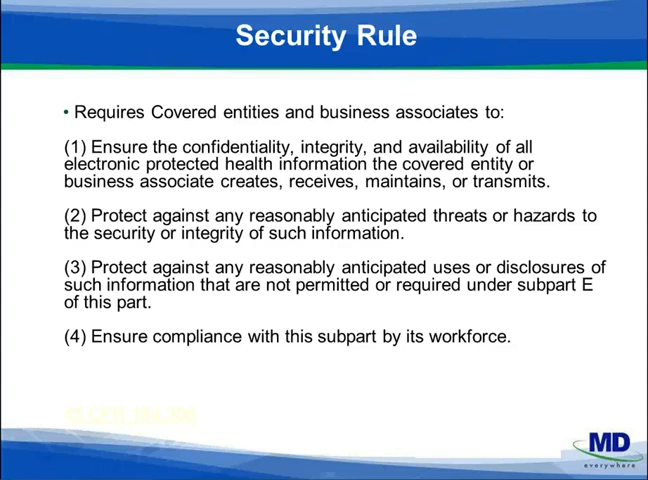 Security Rule
• Requires Covered entities and business associates to:
(1) Ensure the confidentiality, integrity, and availability of all
electronic protected health information the covered entity or
business associate creates, receives, maintains, or transmits.
(2) Protect against any reasonably anticipated threats or hazards to
the security or integrity of such information.
(3) Protect against any reasonably anticipated uses or disclosures of
such information that are not permitted or required under subpart E
of this part.
(4) Ensure compliance with this subpart by its workforce.
MD
everywhere